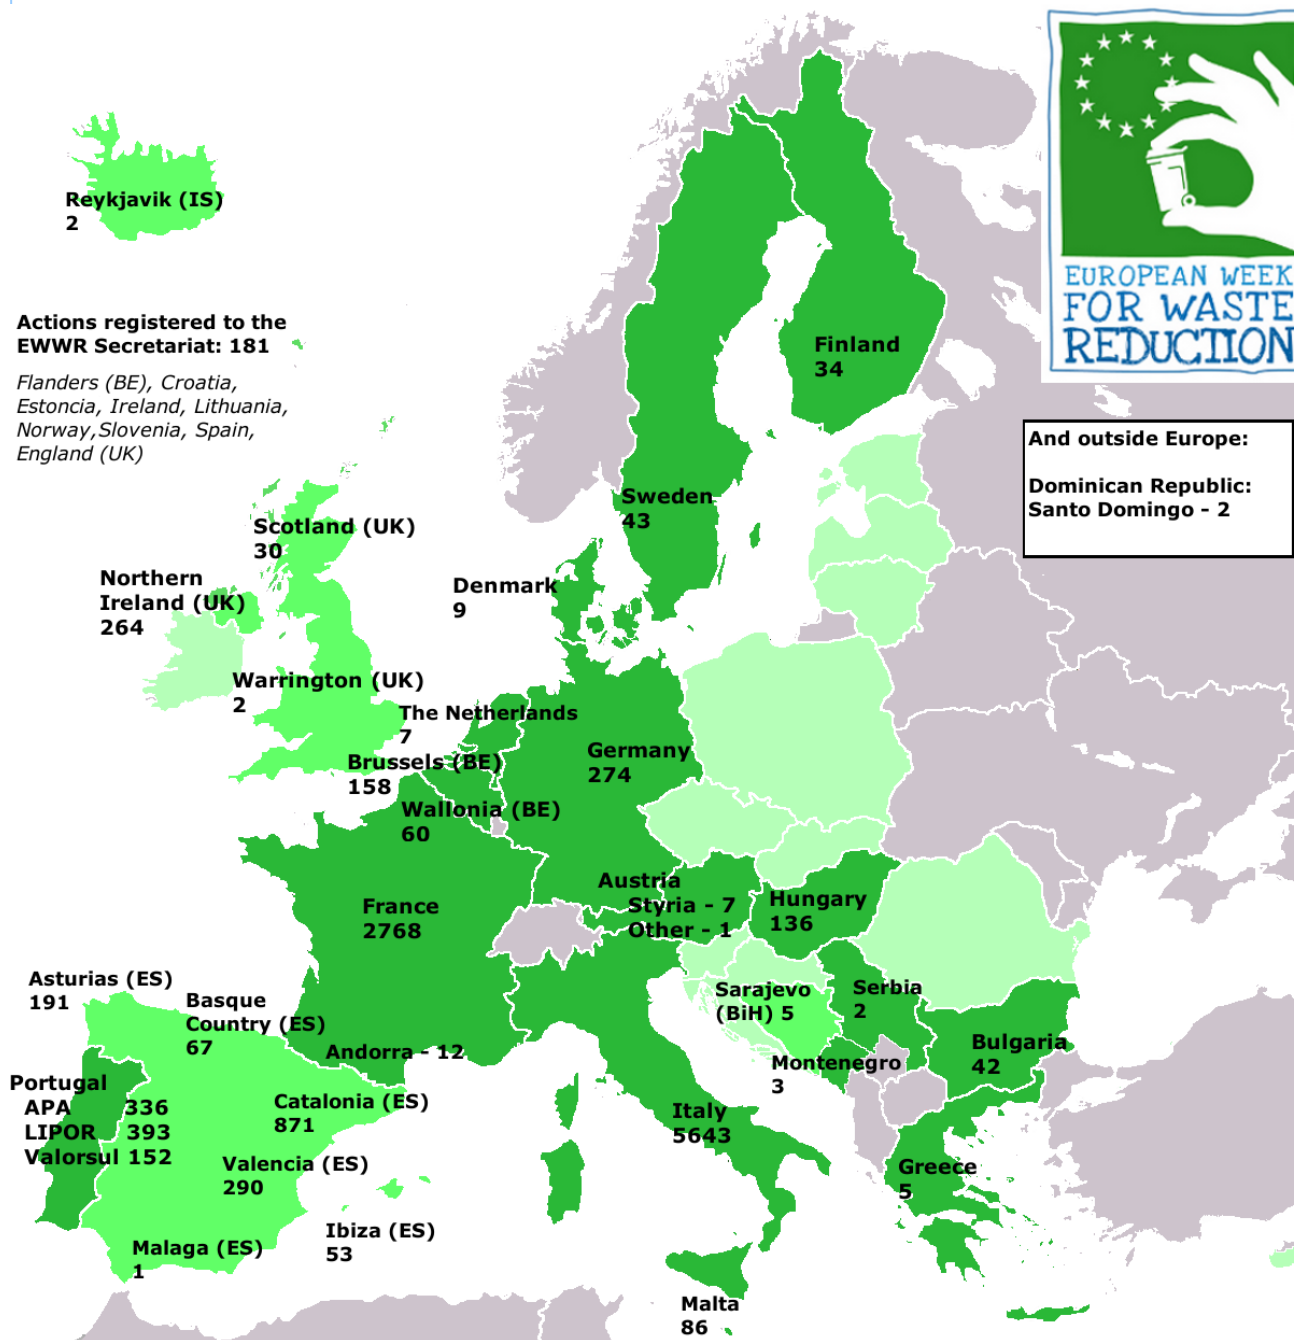 EUROPEAN WEEK
FOR WASTE
REDUCTION
Reykjavik (IS)
2
Actions registered to the
EWWR Secretariat: 181
Flanders (BE), Croatia,
Estoncia, Ireland, Lithuania,
Norway,Slovenia, Spain,
England (UK)
Finland
34
And outside Europe:
Dominican Republic:
Santo Domingo - 2
Sweden
43
Scotland (UK)
30
Northern
Ireland (UK)
264
Denmark
9
Warrington (UK)
2
The Netherlands
7
Brussels (BE)
158
Germany
274
Wallonia (BE)
60
Austria
Styria - 7
Other - 1
Hungary
136
France
2768
Asturias (ES)
191
Basque
Country (ES)
67
Sarajevo
(BiH) 5
Serbia
2
Bulgaria
42
Andorra - 12
Montenegro
3
Portugal
APA 336
LIPOR 393
Valorsul 152
Catalonia (ES)
871
Italy
5643
Valencia (ES)
290
Greece
5
Ibiza (ES)
53
Malaga (ES)
1
Malta
86